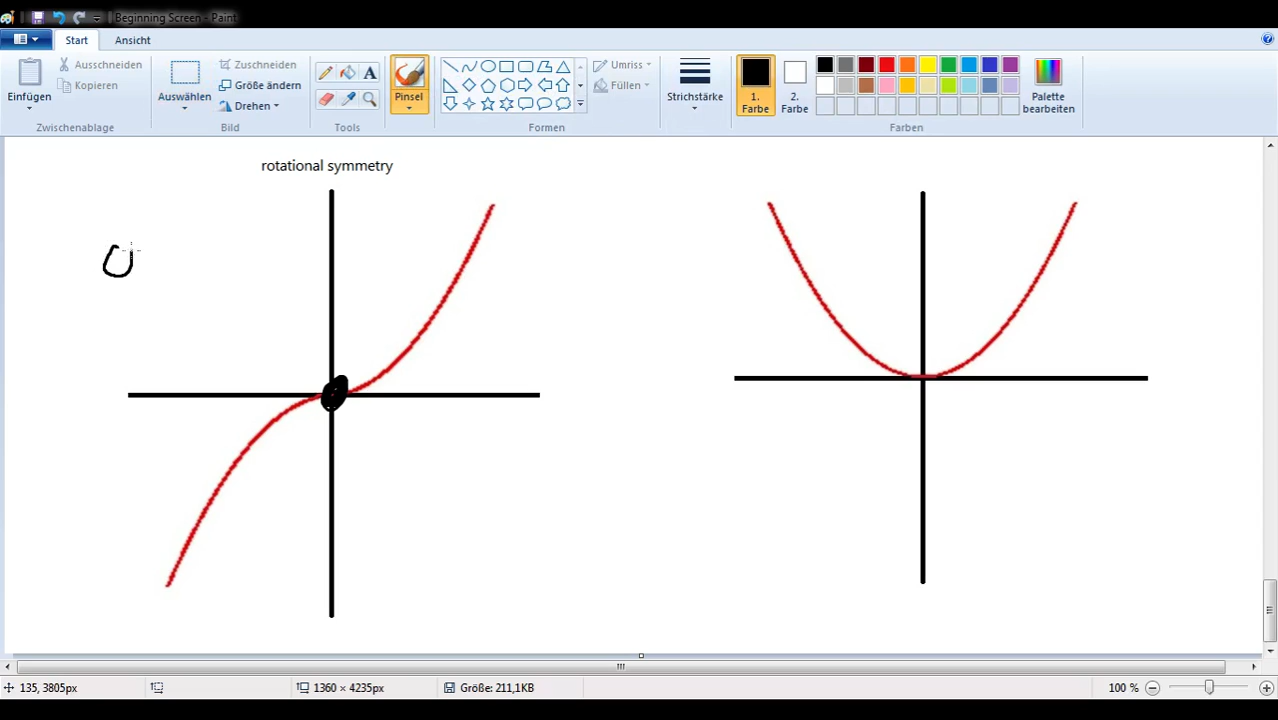 Beginning Screen - Paint
Start Ansicht
Einfügen
Ausschneiden
Kopieren
Zwischenablage
Auswählen
Zuschneiden
Größe ändern
Drehen
Bild
A
Tools
Pinsel
Formen
Umriss
Füllen
Strichstärke
1. Farbe
2. Farbe
Palette bearbeiten
Farben
rotational symmetry
135, 3805px
1360 × 4235px
Größe: 211,1KB
100 %